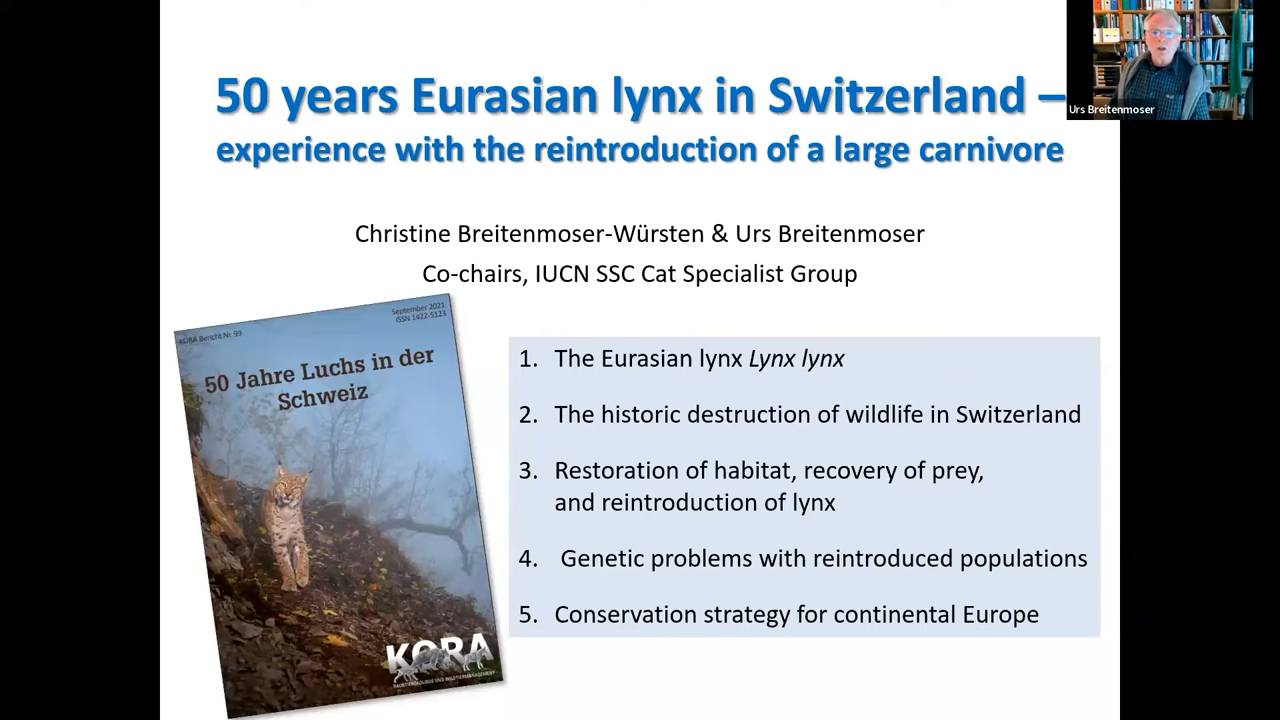 50 years Eurasian lynx in Switzerland –
experience with the reintroduction of a large carnivore
Urs Breitenmoser
Christine Breitenmoser-Würsten & Urs Breitenmoser
Co-chairs, IUCN SSC Cat Specialist Group
KORA Bericht Nr. 99
September 2021
ISSN 1422-5123
50 Jahre Luchs in der
Schweiz
KORA
RAUBTIERÖKOLOGIE UND WILDTIERMANAGEMENT
1. The Eurasian lynx Lynx lynx
2. The historic destruction of wildlife in Switzerland
3. Restoration of habitat, recovery of prey,
and reintroduction of lynx
4. Genetic problems with reintroduced populations
5. Conservation strategy for continental Europe